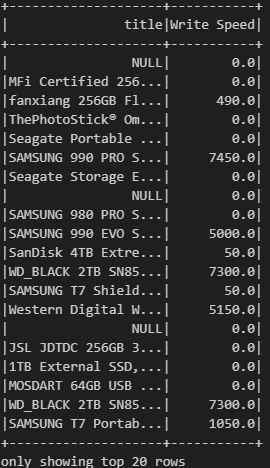 +--------------------+-----------+
|               title|Write Speed|
+--------------------+-----------+
|                NULL|        0.0|
|MFi Certified 256...|        0.0|
|fanxiang 256GB Fl...|      490.0|
|ThePhotoStick® Om...|        0.0|
|Seagate Portable ...|        0.0|
|SAMSUNG 990 PRO S...|     7450.0|
|Seagate Storage E...|        0.0|
|                NULL|        0.0|
|SAMSUNG 980 PRO S...|        0.0|
|SAMSUNG 990 EVO S...|     5000.0|
|SanDisk 4TB Extre...|       50.0|
|WD_BLACK 2TB SN85...|     7300.0|
|SAMSUNG T7 Shield...|       50.0|
|Western Digital W...|     5150.0|
|                NULL|        0.0|
|JSL JDTDC 256GB 3...|        0.0|
|1TB External SSD,...|        0.0|
|MOSDART 64GB USB ...|        0.0|
|WD_BLACK 2TB SN85...|     7300.0|
|SAMSUNG T7 Portab...|     1050.0|
+--------------------+-----------+
only showing top 20 rows